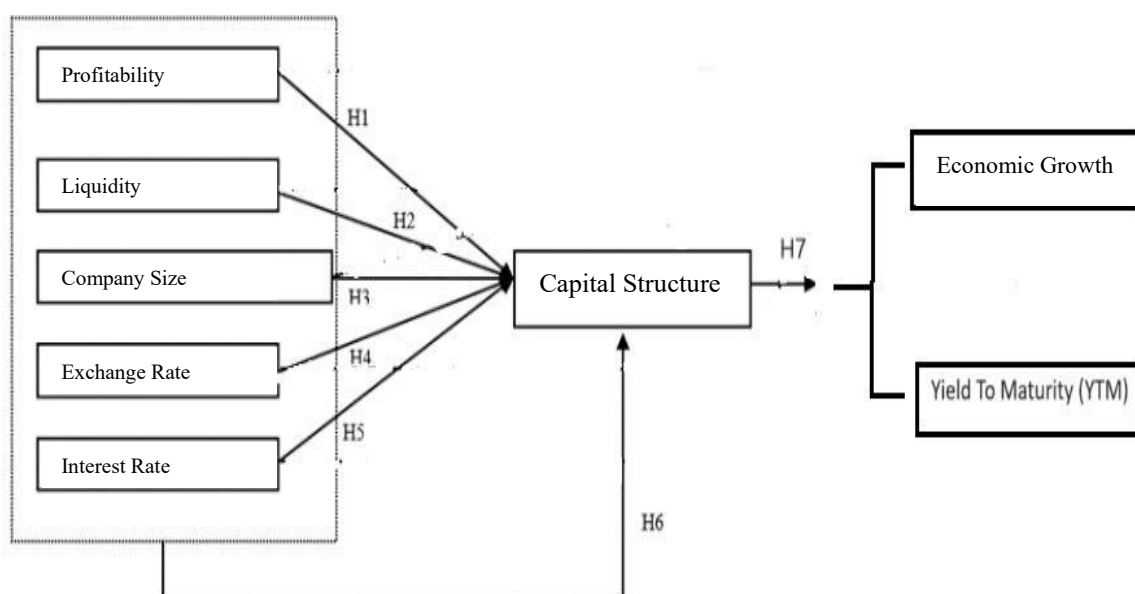 Profitability
H1
Liquidity
H2
Economic Growth
Company Size
H3
Capital Structure
H7
Exchange Rate
H4
Yield To Maturity (YTM)
H5
Interest Rate
H6